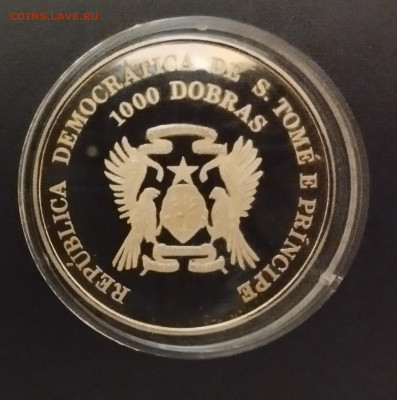 COINS.LAVE.RU
REPÚBLICA DEMOCRÁTICA DE S. TOMÉ E PRÍNCIPE
1000 DOBRAS